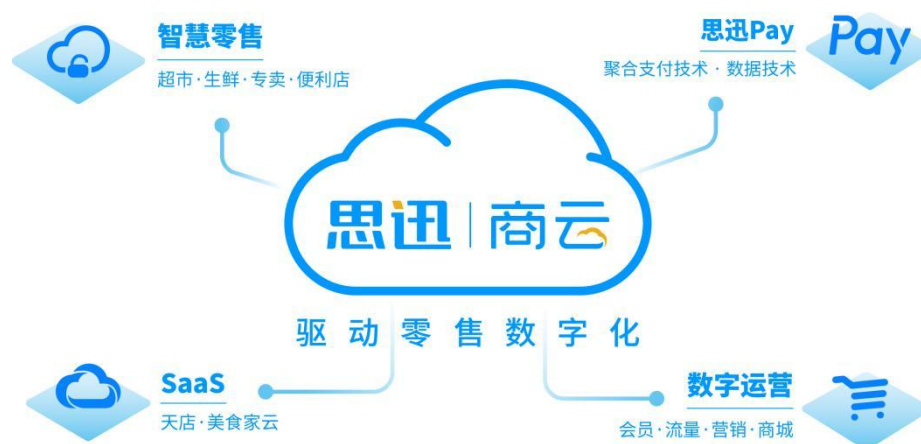 智慧零售
超市·生鲜·专卖·便利店
思迅Pay
聚合支付技术·数据技术
Pay
思迅|商云
驱动零售数字化
SaaS
天店·美食家云
数字运营
会员·流量·营销·商城